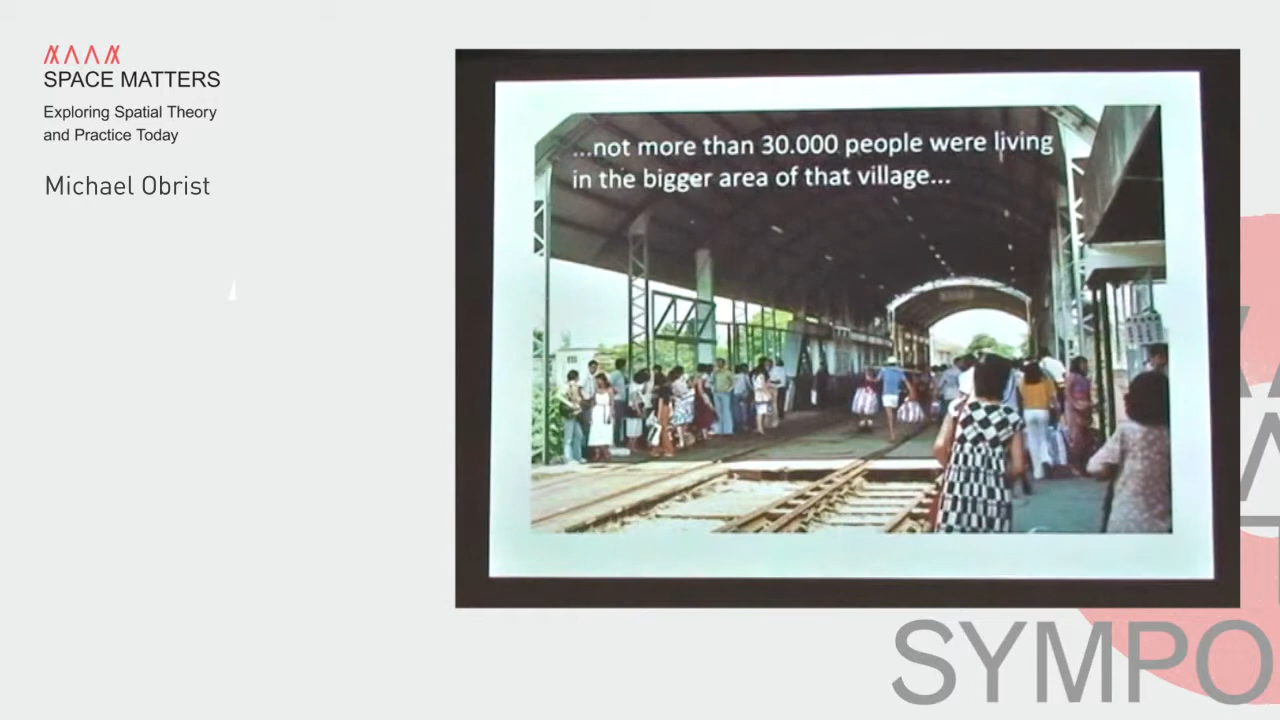 SPACE MATTERS
Exploring Spatial Theory
and Practice Today
Michael Obrist
...not more than 30.000 people were living
in the bigger area of that village...
SYMPO